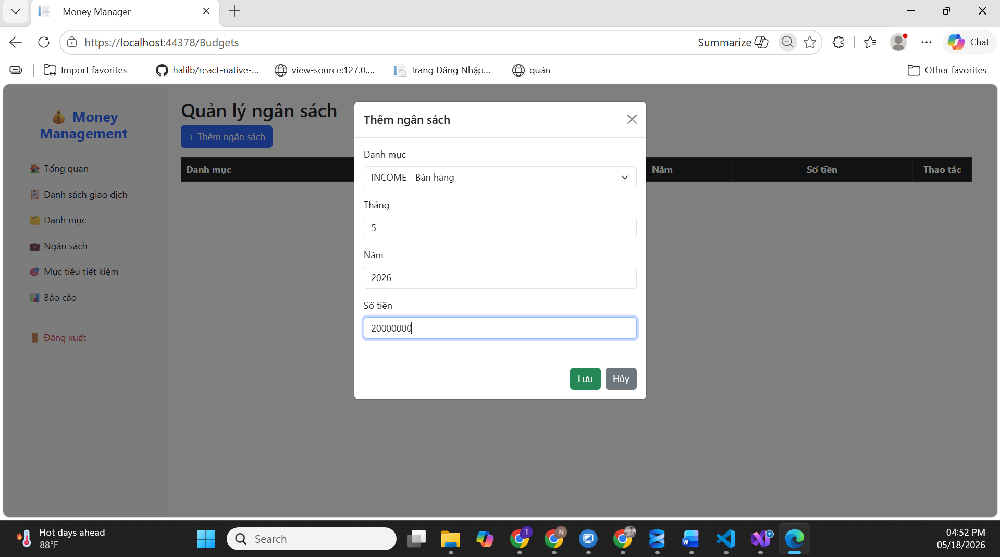 - Money Manager
https://localhost:44378/Budgets
Summarize
Chat
Import favorites
halilb/react-native-...
view-source:127.0....
Trang Đăng Nhập...
quản
Other favorites
Money
Management
Tổng quan
Danh sách giao dịch
Danh mục
Ngân sách
Mục tiêu tiết kiệm
Báo cáo
Đăng xuất
Quản lý ngân sách
+ Thêm ngân sách
Danh mục
Năm
Số tiền
Thao tác
Thêm ngân sách
Danh mục
INCOME - Bán hàng
Tháng
5
Năm
2026
Số tiền
20000000
Lưu
Hủy
Hot days ahead
88°F
Search
T
N
W
04:52 PM
05/18/2026